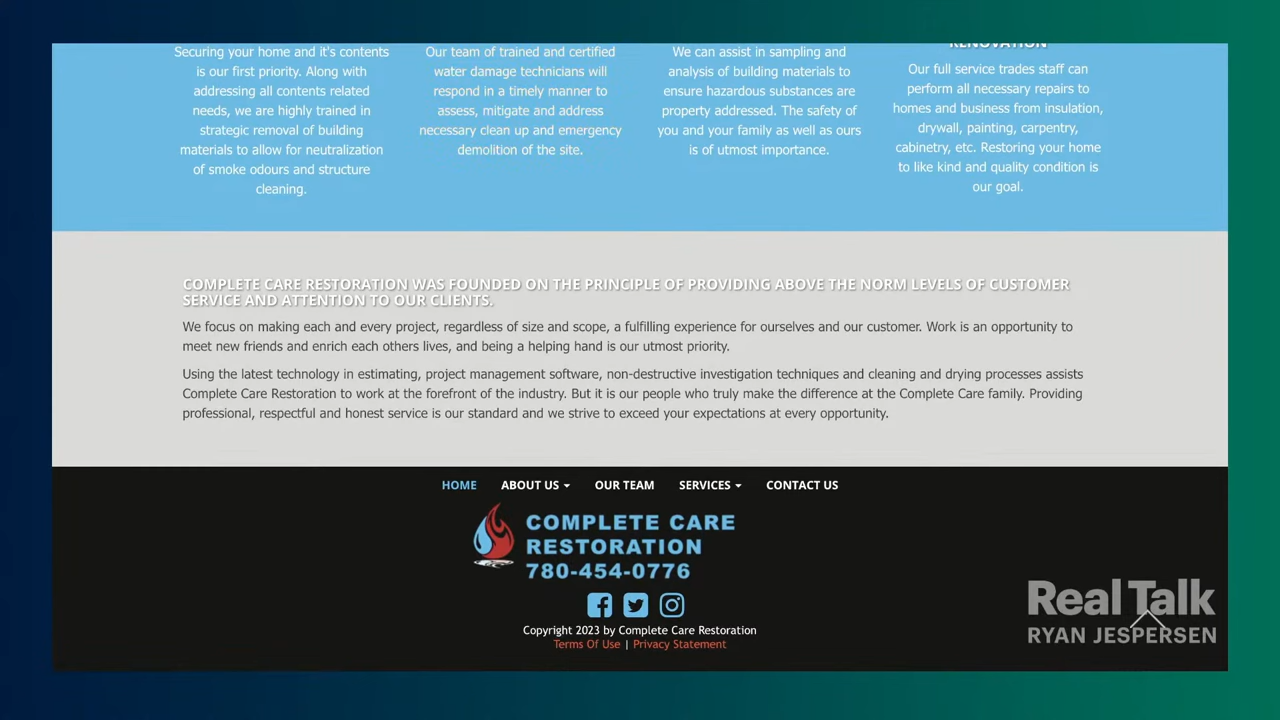 Securing your home and it's contents
is our first priority. Along with
addressing all contents related
needs, we are highly trained in
strategic removal of building
materials to allow for neutralization
of smoke odours and structure
cleaning.
Our team of trained and certified
water damage technicians will
respond in a timely manner to
assess, mitigate and address
necessary clean up and emergency
demolition of the site.
We can assist in sampling and
analysis of building materials to
ensure hazardous substances are
property addressed. The safety of
you and your family as well as ours
is of utmost importance.
RENOVATION
Our full service trades staff can
perform all necessary repairs to
homes and business from insulation,
drywall, painting, carpentry,
cabinetry, etc. Restoring your home
to like kind and quality condition is
our goal.
COMPLETE CARE RESTORATION WAS FOUNDED ON THE PRINCIPLE OF PROVIDING ABOVE THE NORM LEVELS OF CUSTOMER
SERVICE AND ATTENTION TO OUR CLIENTS.
We focus on making each and every project, regardless of size and scope, a fulfilling experience for ourselves and our customer. Work is an opportunity to
meet new friends and enrich each others lives, and being a helping hand is our utmost priority.
Using the latest technology in estimating, project management software, non-destructive investigation techniques and cleaning and drying processes assists
Complete Care Restoration to work at the forefront of the industry. But it is our people who truly make the difference at the Complete Care family. Providing
professional, respectful and honest service is our standard and we strive to exceed your expectations at every opportunity.
HOME ABOUT US OUR TEAM SERVICES CONTACT US
COMPLETE CARE
RESTORATION
780-454-0776
Copyright 2023 by Complete Care Restoration
Terms Of Use | Privacy Statement
Real Talk
RYAN JESPERSEN